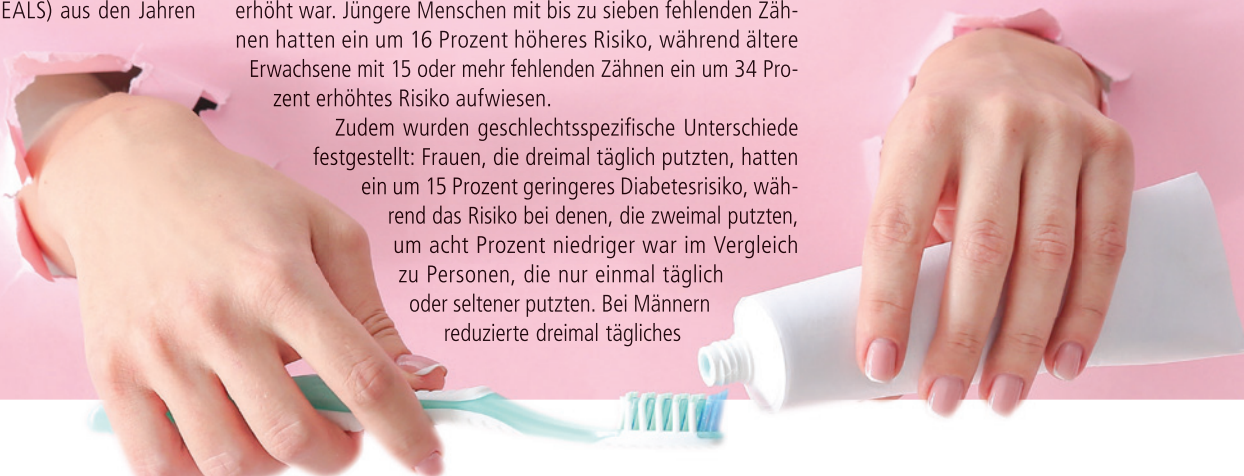 EALS) aus den Jahren
erhöht war. Jüngere Menschen mit bis zu sieben fehlenden Zäh-
nen hatten ein um 16 Prozent höheres Risiko, während ältere
Erwachsene mit 15 oder mehr fehlenden Zähnen ein um 34 Pro-
zent erhöhtes Risiko aufwiesen.
Zudem wurden geschlechtsspezifische Unterschiede
festgestellt: Frauen, die dreimal täglich putzten, hatten
ein um 15 Prozent geringeres Diabetesrisiko, wäh-
rend das Risiko bei denen, die zweimal putzten,
um acht Prozent niedriger war im Vergleich
zu Personen, die nur einmal täglich
oder seltener putzten. Bei Männern
reduzierte dreimal tägliches